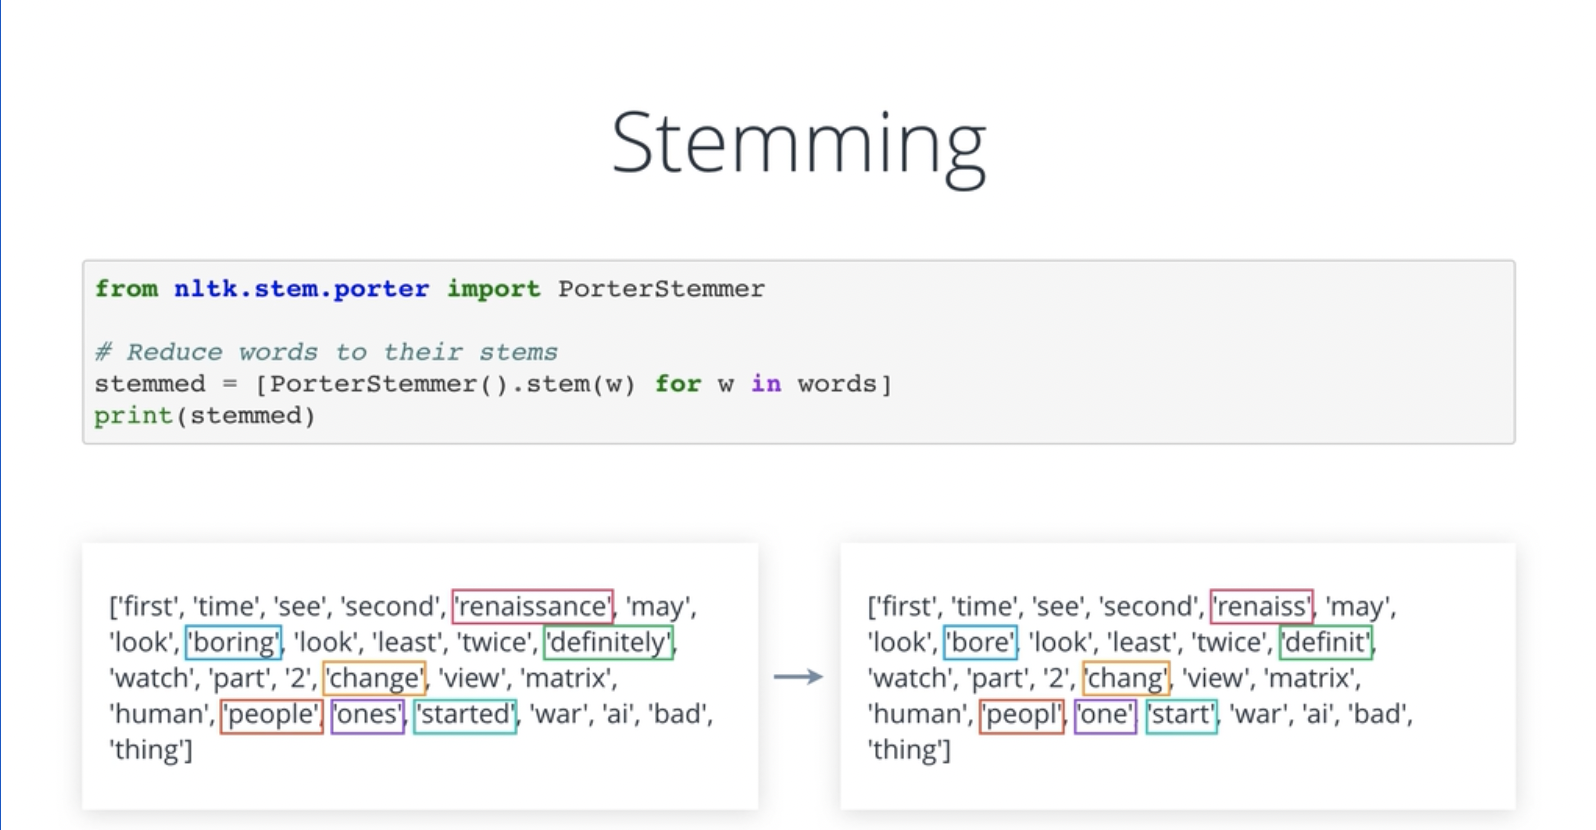 Stemming
from nltk.stem.porter import PorterStemmer
# Reduce words to their stems
stemmed = [PorterStemmer().stem(w) for w in words]
print(stemmed)
['first', 'time', 'see', 'second', 'renaissance', 'may',
'look', 'boring', 'look', 'least', 'twice', 'definitely',
'watch', 'part', '2', 'change', 'view', 'matrix',
'human', 'people', 'ones', 'started', 'war', 'ai', 'bad',
'thing']
['first', 'time', 'see', 'second', 'renaiss', 'may',
'look', 'bore', 'look', 'least', 'twice', 'definit',
'watch', 'part', '2', 'chang', 'view', 'matrix',
'human', 'peopl', 'one', 'start', 'war', 'ai', 'bad',
'thing']